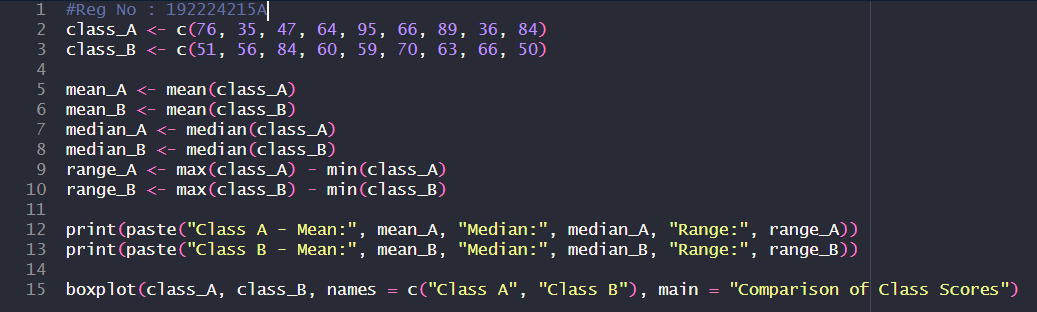 1 #Reg No : 192224215A
2 class_A <- c(76, 35, 47, 64, 95, 66, 89, 36, 84)
3 class_B <- c(51, 56, 84, 60, 59, 70, 63, 66, 50)
4
5 mean_A <- mean(class_A)
6 mean_B <- mean(class_B)
7 median_A <- median(class_A)
8 median_B <- median(class_B)
9 range_A <- max(class_A) - min(class_A)
10 range_B <- max(class_B) - min(class_B)
11
12 print(paste("Class A - Mean:", mean_A, "Median:", median_A, "Range:", range_A))
13 print(paste("Class B - Mean:", mean_B, "Median:", median_B, "Range:", range_B))
14
15 boxplot(class_A, class_B, names = c("Class A", "Class B"), main = "Comparison of Class Scores")